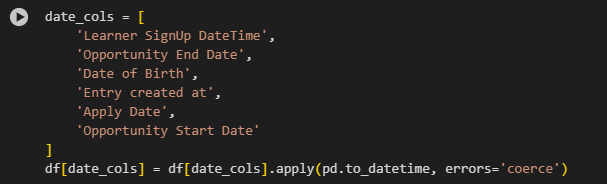 date_cols = [
    'Learner SignUp DateTime',
    'Opportunity End Date',
    'Date of Birth',
    'Entry created at',
    'Apply Date',
    'Opportunity Start Date'
]
df[date_cols] = df[date_cols].apply(pd.to_datetime, errors='coerce')